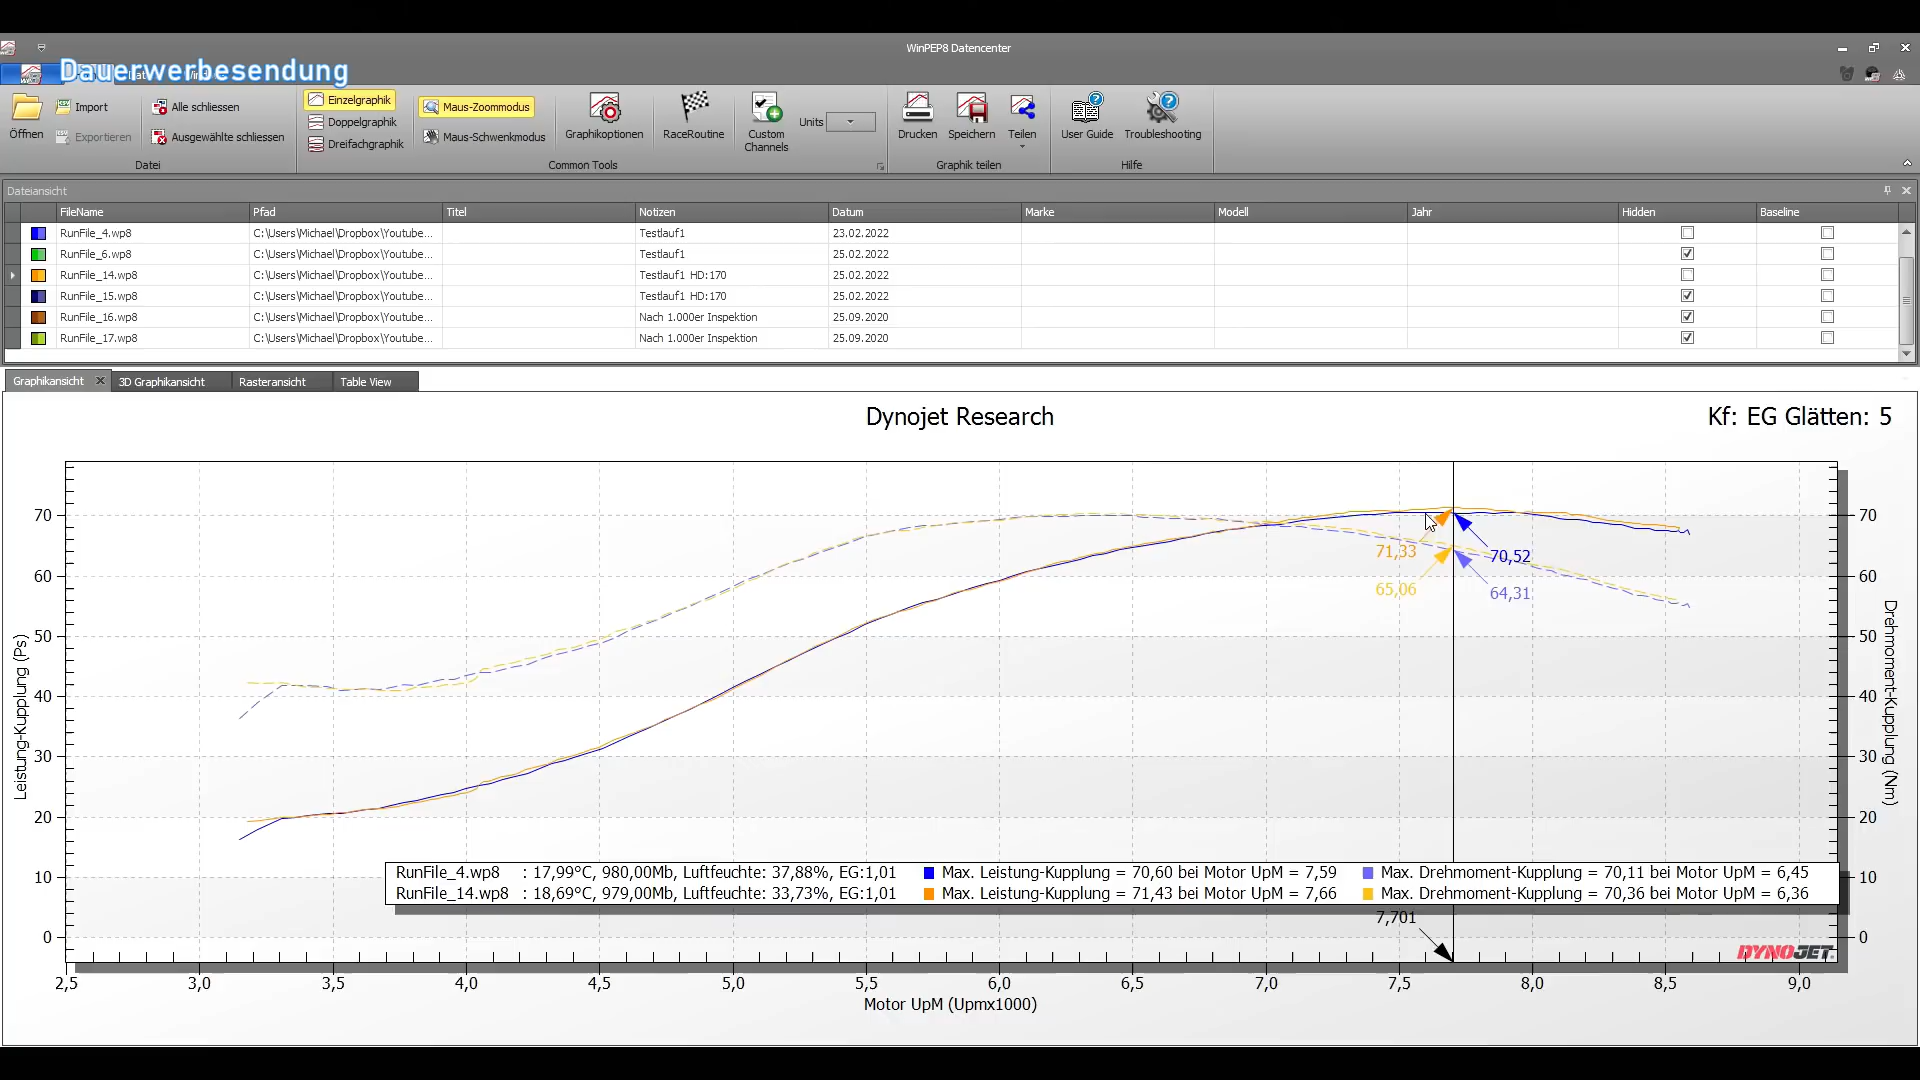 WinPEP8 Datencenter
Dauerwerbesendung
Öffnen
Import
Exportieren
Alle schliessen
Ausgewählte schliessen
Datei
Einzelgraphik
Doppelgraphik
Dreifachgraphik
Maus-Zoommodus
Maus-Schwenkmodus
Graphikoptionen
RaceRoutine
Custom
Channels
Units
Common Tools
Drucken
Speichern
Teilen
Graphik teilen
User Guide
Troubleshooting
Hilfe
Dateiansicht
FileName Pfad Titel Notizen Datum Marke Modell Jahr Hidden Baseline
RunFile_4.wp8 C:\Users\Michael\Dropbox\Youtube... Testlauf1 23.02.2022
RunFile_6.wp8 C:\Users\Michael\Dropbox\Youtube... Testlauf1 25.02.2022
RunFile_14.wp8 C:\Users\Michael\Dropbox\Youtube... Testlauf1 HD:170 25.02.2022
RunFile_15.wp8 C:\Users\Michael\Dropbox\Youtube... Testlauf1 HD:170 25.02.2022
RunFile_16.wp8 C:\Users\Michael\Dropbox\Youtube... Nach 1.000er Inspektion 25.09.2020
RunFile_17.wp8 C:\Users\Michael\Dropbox\Youtube... Nach 1.000er Inspektion 25.09.2020
Graphikansicht 3D Graphikansicht Rasteransicht Table View
Dynojet Research
Kf: EG Glätten: 5
Leistung-Kupplung (Ps)
70
60
50
40
30
20
10
0
71,33
70,52
65,06
64,31
70
60
50
40
30
20
10
0
Drehmoment-Kupplung (Nm)
RunFile_4.wp8 : 17,99°C, 980,00Mb, Luftfeuchte: 37,88%, EG:1,01 Max. Leistung-Kupplung = 70,60 bei Motor UpM = 7,59 Max. Drehmoment-Kupplung = 70,11 bei Motor UpM = 6,45
RunFile_14.wp8 : 18,69°C, 979,00Mb, Luftfeuchte: 33,73%, EG:1,01 Max. Leistung-Kupplung = 71,43 bei Motor UpM = 7,66 Max. Drehmoment-Kupplung = 70,36 bei Motor UpM = 6,36
7,701
DYNOJET
2,5 3,0 3,5 4,0 4,5 5,0 5,5 6,0 6,5 7,0 7,5 8,0 8,5 9,0
Motor UpM (Upmx1000)